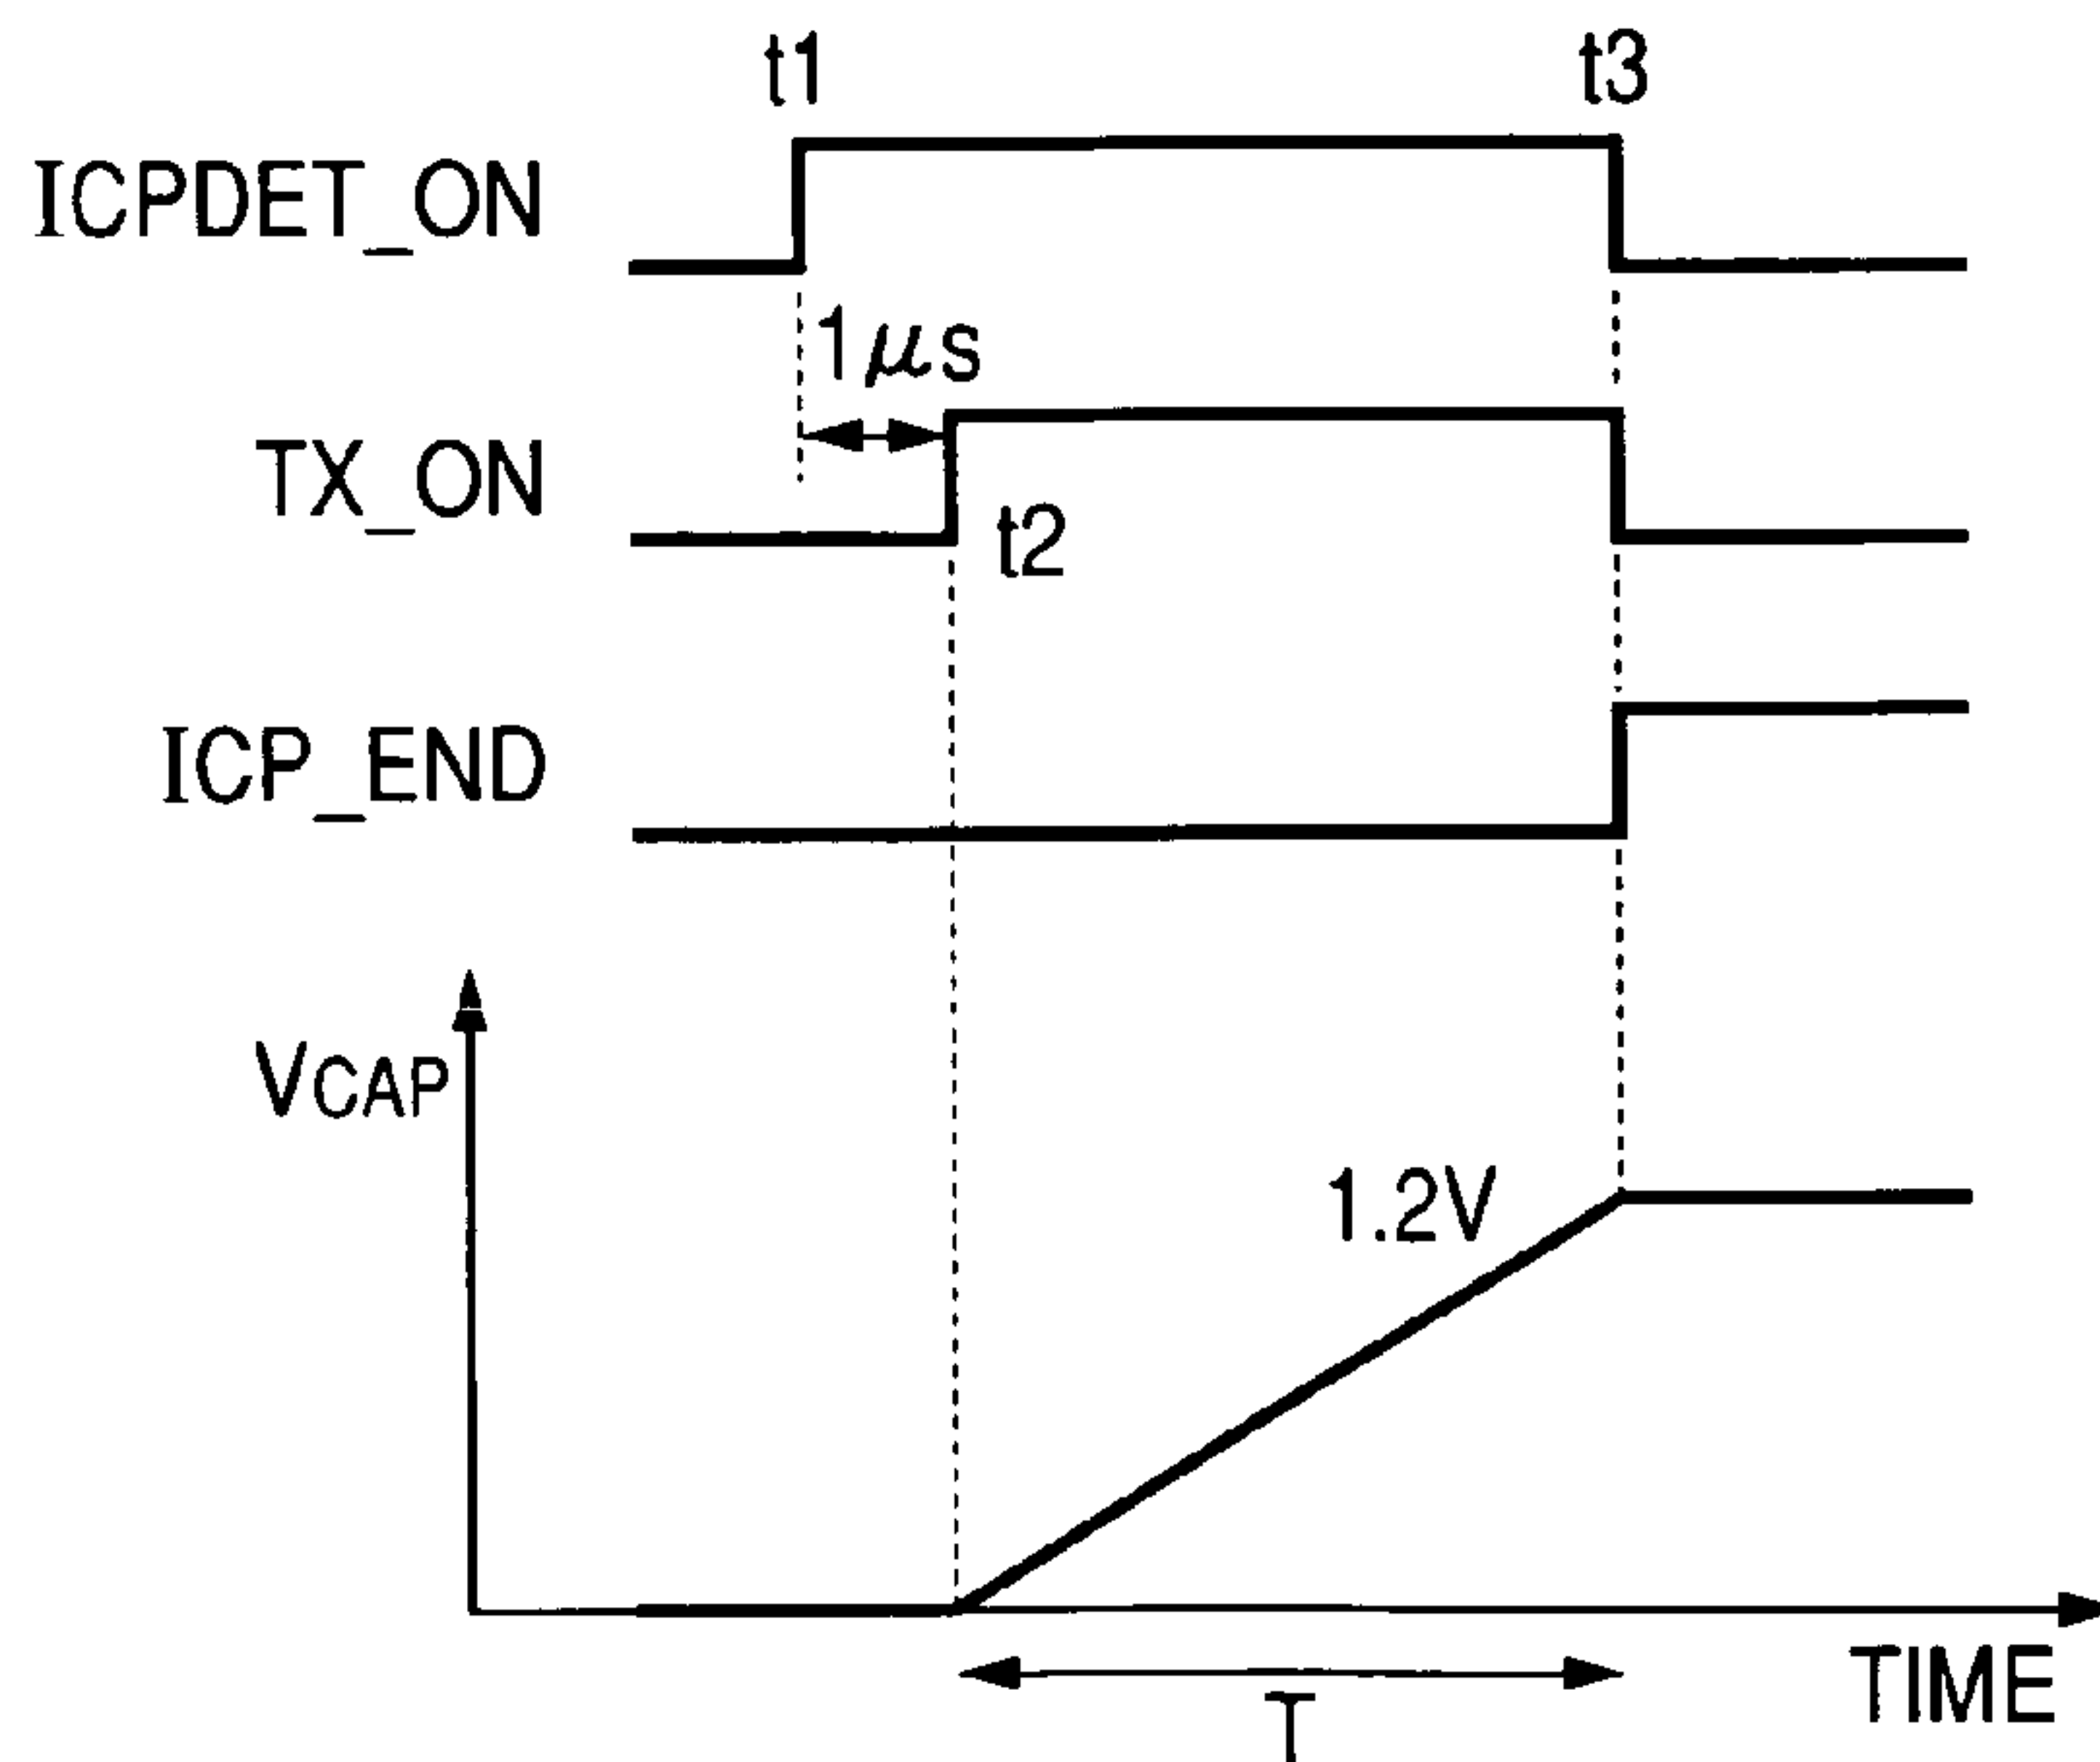 t1 t3
ICPDET_ON
1μs
TX_ON
t2
ICP_END
VCAP
1.2V
TIME
T